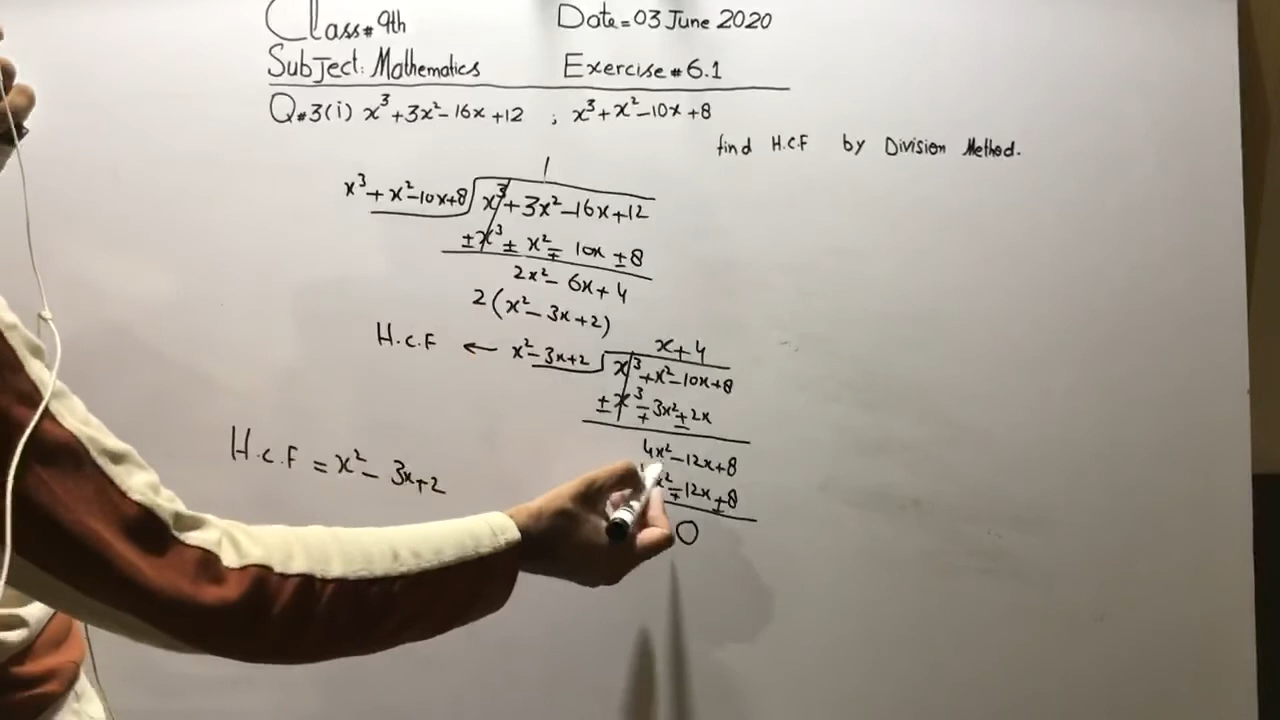 Class# 9th Date=03 June 2020
Subject: Mathematics Exercise#6.1
Q#3(i) x³+3x²-16x+12 ; x³+x²-10x+8
find H.C.F by Division Method.
1
x³+x²-10x+8 x³+3x²-16x+12
±x³±x²∓10x±8
2x²-6x+4
2(x²-3x+2)
x+4
H.C.F ← x²-3x+2 x³+x²-10x+8
±x³∓3x²±2x
4x²-12x+8
x²∓12x±8
0
H.C.F = x²-3x+2